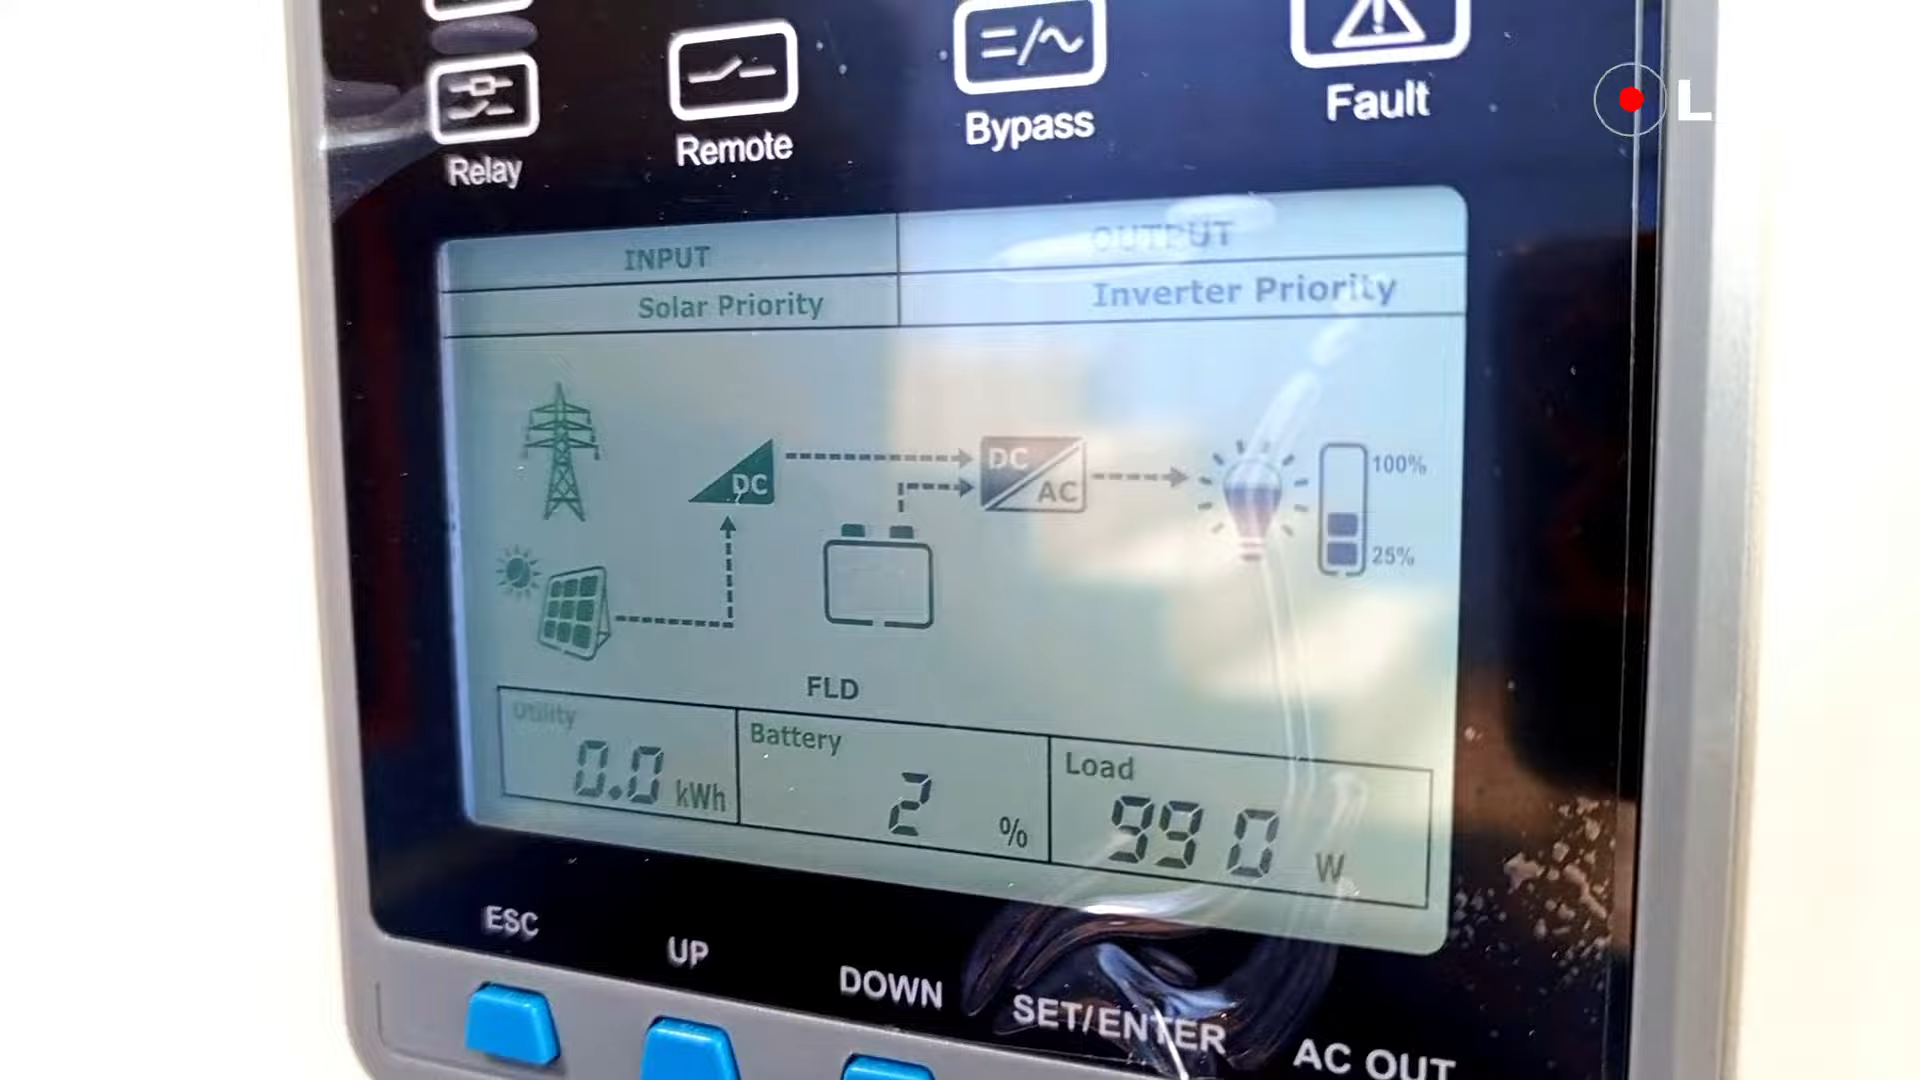 Relay
Remote
Bypass
Fault
L
INPUT
OUTPUT
Solar Priority
Inverter Priority
DC
DC
AC
100%
25%
FLD
Utility
0.0 kWh
Battery
2 %
Load
990 W
ESC
UP
DOWN
SET/ENTER
AC OUT